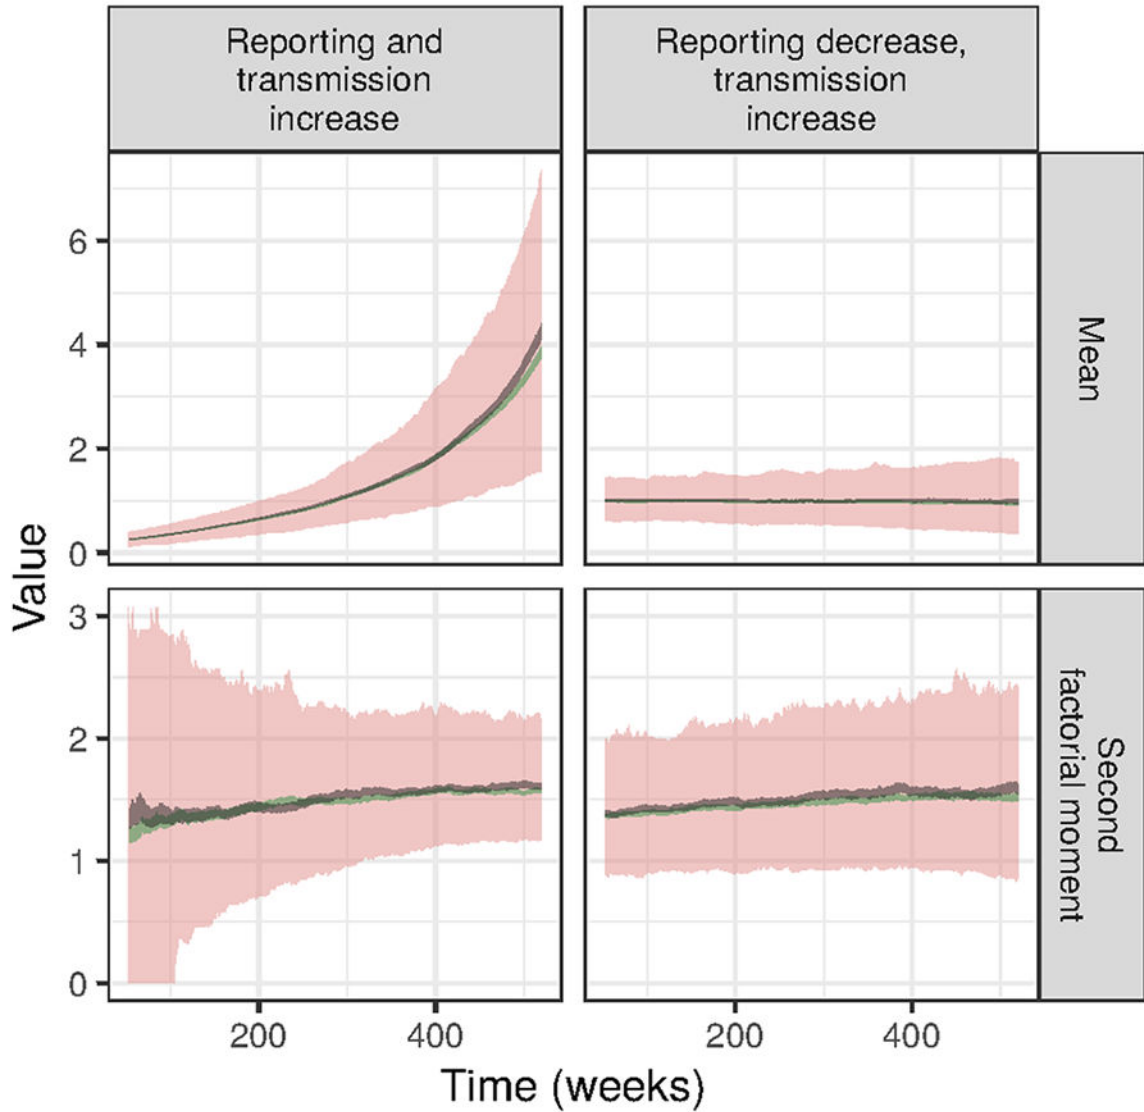 Reporting and
transmission
increase
Reporting decrease,
transmission
increase
6
4
2
0
Mean
Value
3
2
1
0
Second
factorial moment
200
400
200
400
Time (weeks)